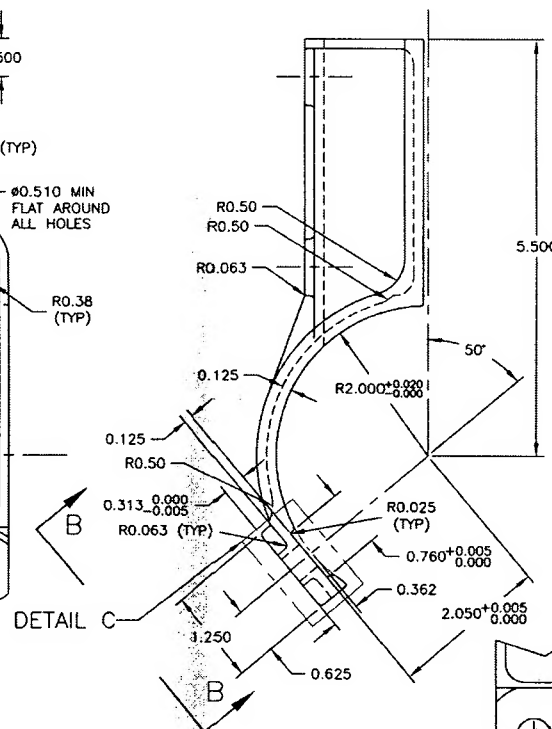 500
(TYP)
Ø0.510 MIN
FLAT AROUND
ALL HOLES
R0.38
(TYP)
R0.50
R0.50
R0.063
5.500
50°
0.125
R2.000+0.020
-0.000
0.125
R0.50
0.313 0.000
-0.005
R0.063 (TYP)
R0.025
(TYP)
B
0.760+0.005
0.000
0.362
2.050+0.005
0.000
DETAIL C
1.250
0.625
B